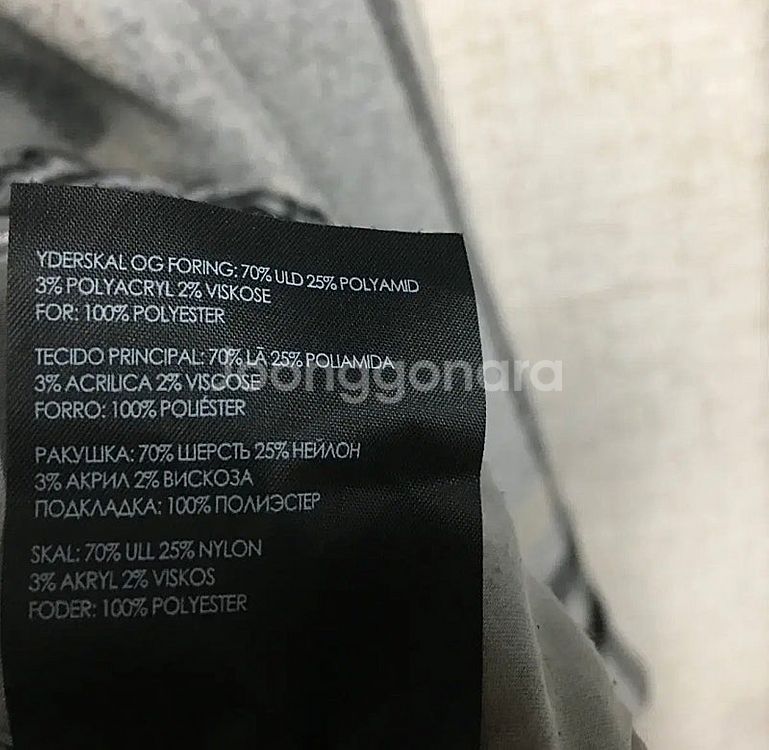 YDERSKAL OG FORING: 70% ULD 25% POLYAMID
3% POLYACRYL 2% VISKOSE
FOR: 100% POLYESTER
TECIDO PRINCIPAL: 70% LÃ 25% POLIAMIDA
3% ACRILICA 2% VISCOSE
FORRO: 100% POLIÉSTER
РАКУШКА: 70% ШЕРСТЬ 25% НЕЙЛОН
3% АКРИЛ 2% ВИСКОЗА
ПОДКЛАДКА: 100% ПОЛИЭСТЕР
SKAL: 70% ULL 25% NYLON
3% AKRYL 2% VISKOS
FODER: 100% POLYESTER
joonggonara